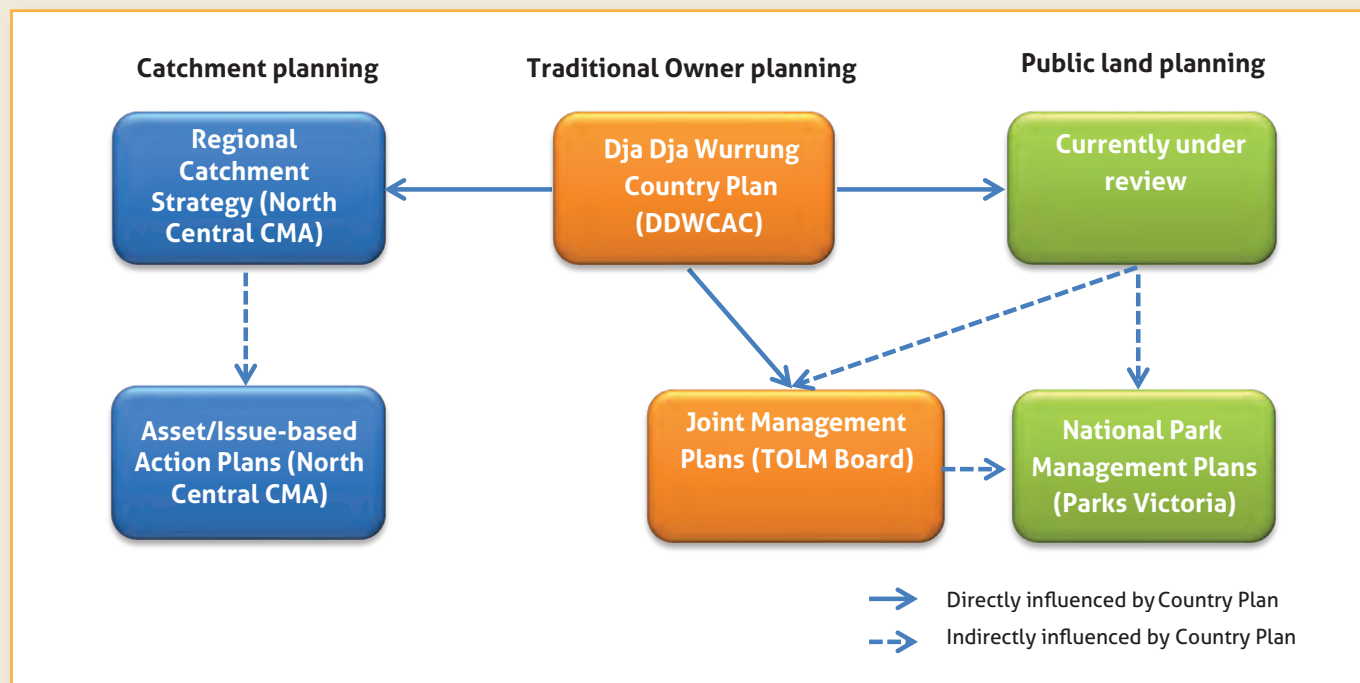 Catchment planning
Traditional Owner planning
Public land planning
Regional
Catchment
Strategy (North
Central CMA)
Dja Dja Wurrung
Country Plan
(DDWCAC)
Currently under
review
Asset/Issue-based
Action Plans (North
Central CMA)
Joint Management
Plans (TOLM Board)
National Park
Management Plans
(Parks Victoria)
Directly influenced by Country Plan
Indirectly influenced by Country Plan